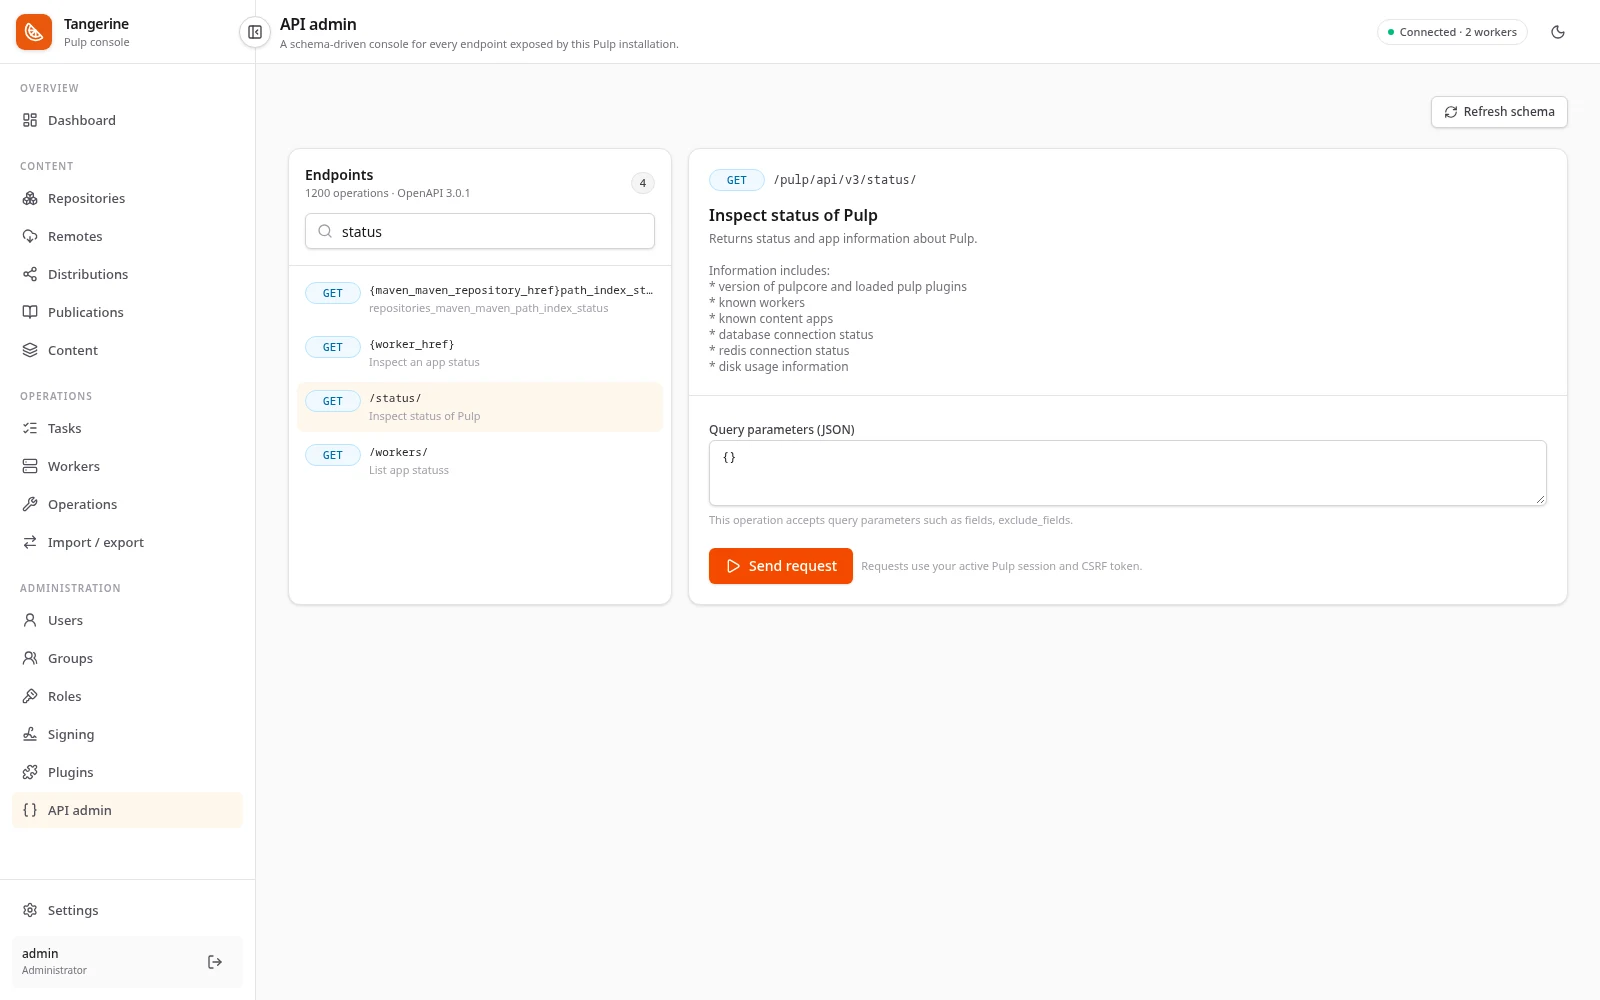 Tangerine
Pulp console
OVERVIEW
Dashboard
CONTENT
Repositories
Remotes
Distributions
Publications
Content
OPERATIONS
Tasks
Workers
Operations
Import / export
ADMINISTRATION
Users
Groups
Roles
Signing
Plugins
API admin
Settings
admin
Administrator
API admin
A schema-driven console for every endpoint exposed by this Pulp installation.
Connected · 2 workers
Refresh schema
Endpoints
1200 operations · OpenAPI 3.0.1
4
status
GET {maven_maven_repository_href}path_index_st…
repositories_maven_maven_path_index_status
GET {worker_href}
Inspect an app status
GET /status/
Inspect status of Pulp
GET /workers/
List app statuss
GET /pulp/api/v3/status/
Inspect status of Pulp
Returns status and app information about Pulp.
Information includes:
* version of pulpcore and loaded pulp plugins
* known workers
* known content apps
* database connection status
* redis connection status
* disk usage information
Query parameters (JSON)
{}
This operation accepts query parameters such as fields, exclude_fields.
Send request
Requests use your active Pulp session and CSRF token.